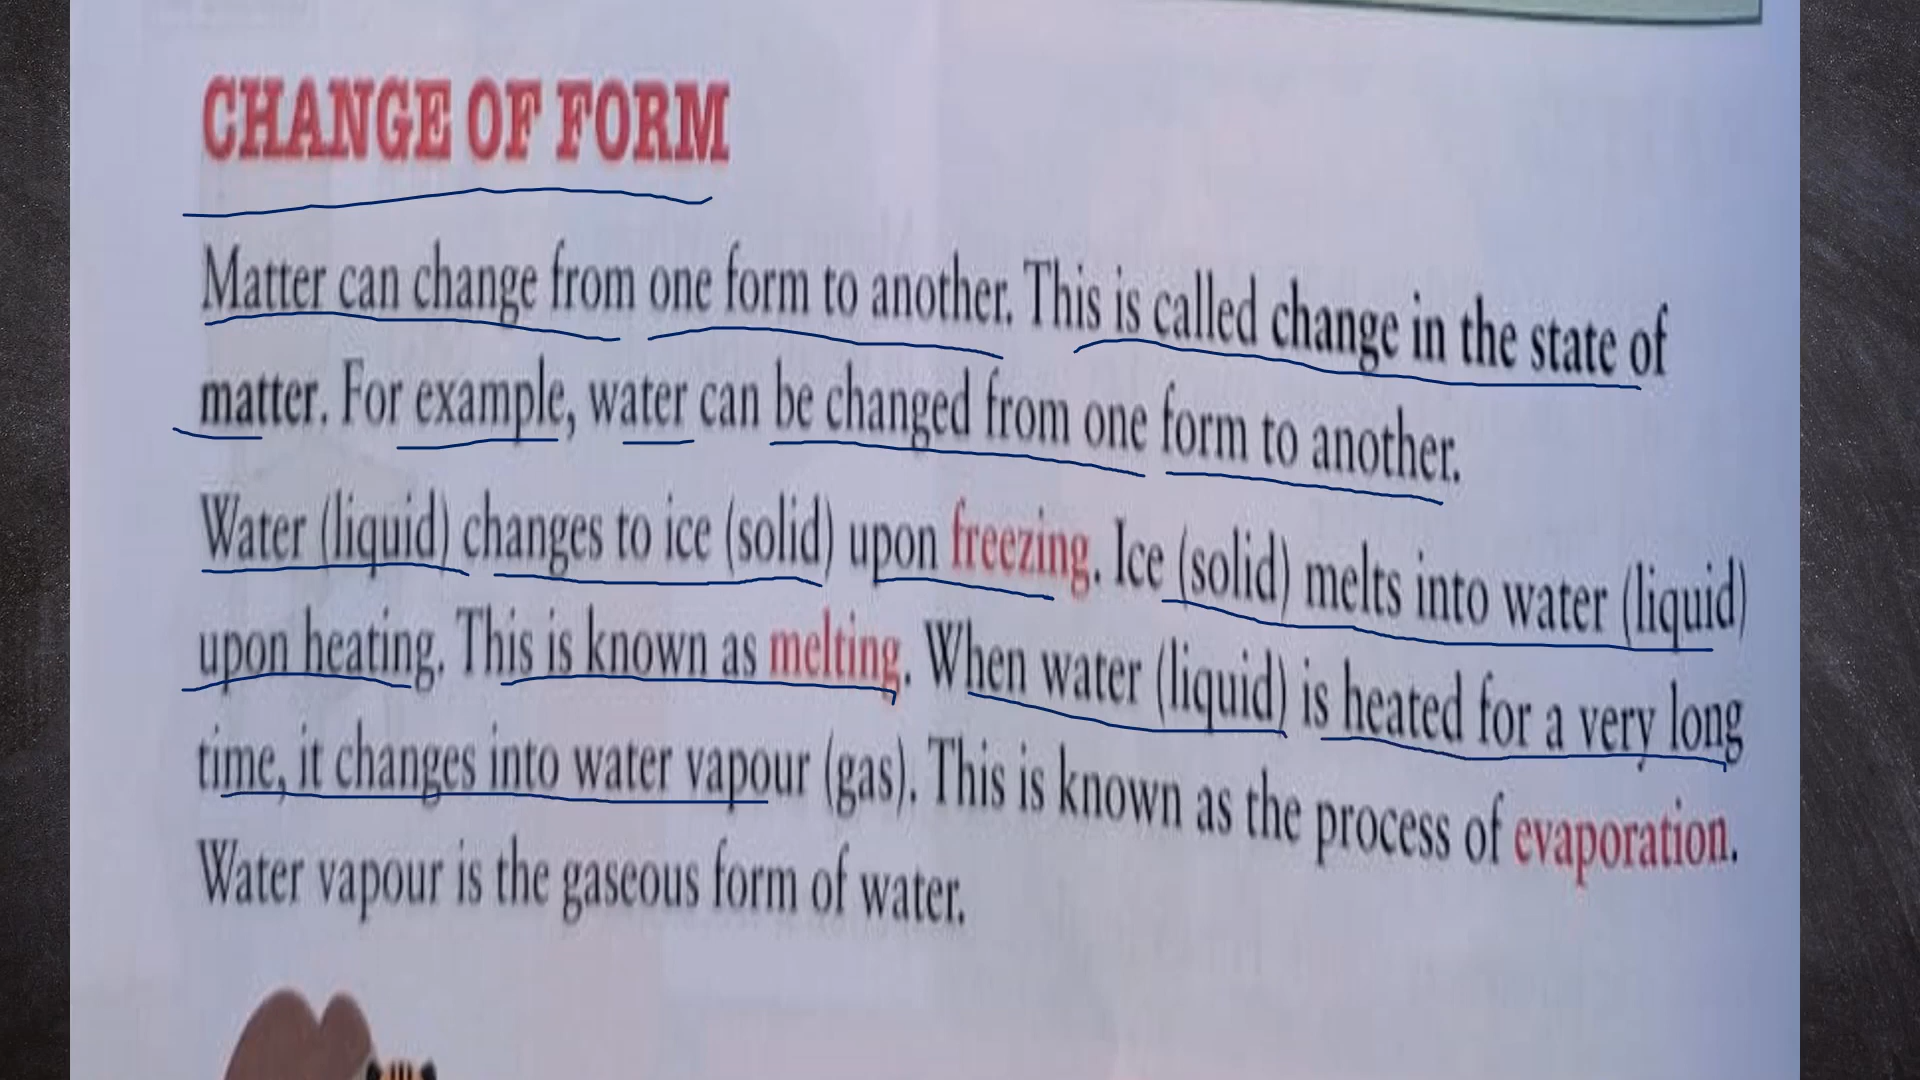 CHANGE OF FORM
Matter can change from one form to another. This is called change in the state of
matter. For example, water can be changed from one form to another.
Water (liquid) changes to ice (solid) upon freezing. Ice (solid) melts into water (liquid)
upon heating. This is known as melting. When water (liquid) is heated for a very long
time, it changes into water vapour (gas). This is known as the process of evaporation.
Water vapour is the gaseous form of water.